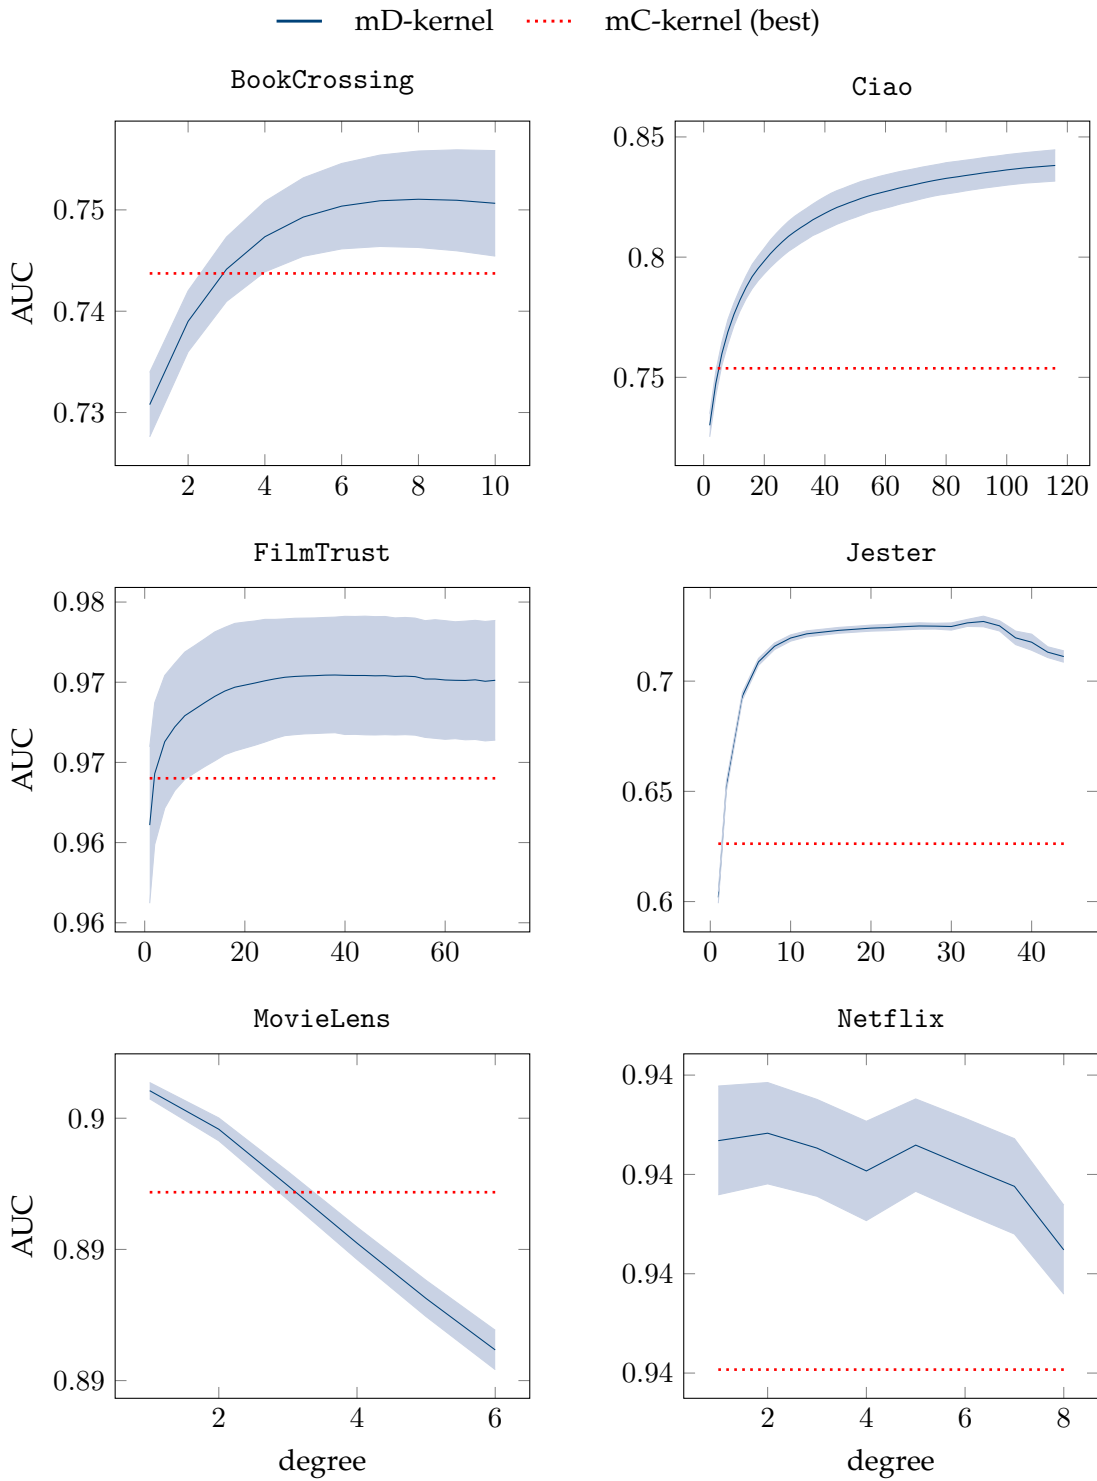 mD-kernel mC-kernel (best)
BookCrossing
Ciao
0.75
0.74
0.73
AUC
2 4 6 8 10
0.85
0.8
0.75
0 20 40 60 80 100 120
FilmTrust
Jester
0.98
0.97
0.97
0.96
0.96
AUC
0 20 40 60
0.7
0.65
0.6
0 10 20 30 40
MovieLens
Netflix
0.9
0.89
0.89
AUC
2 4 6
degree
0.94
0.94
0.94
0.94
2 4 6 8
degree